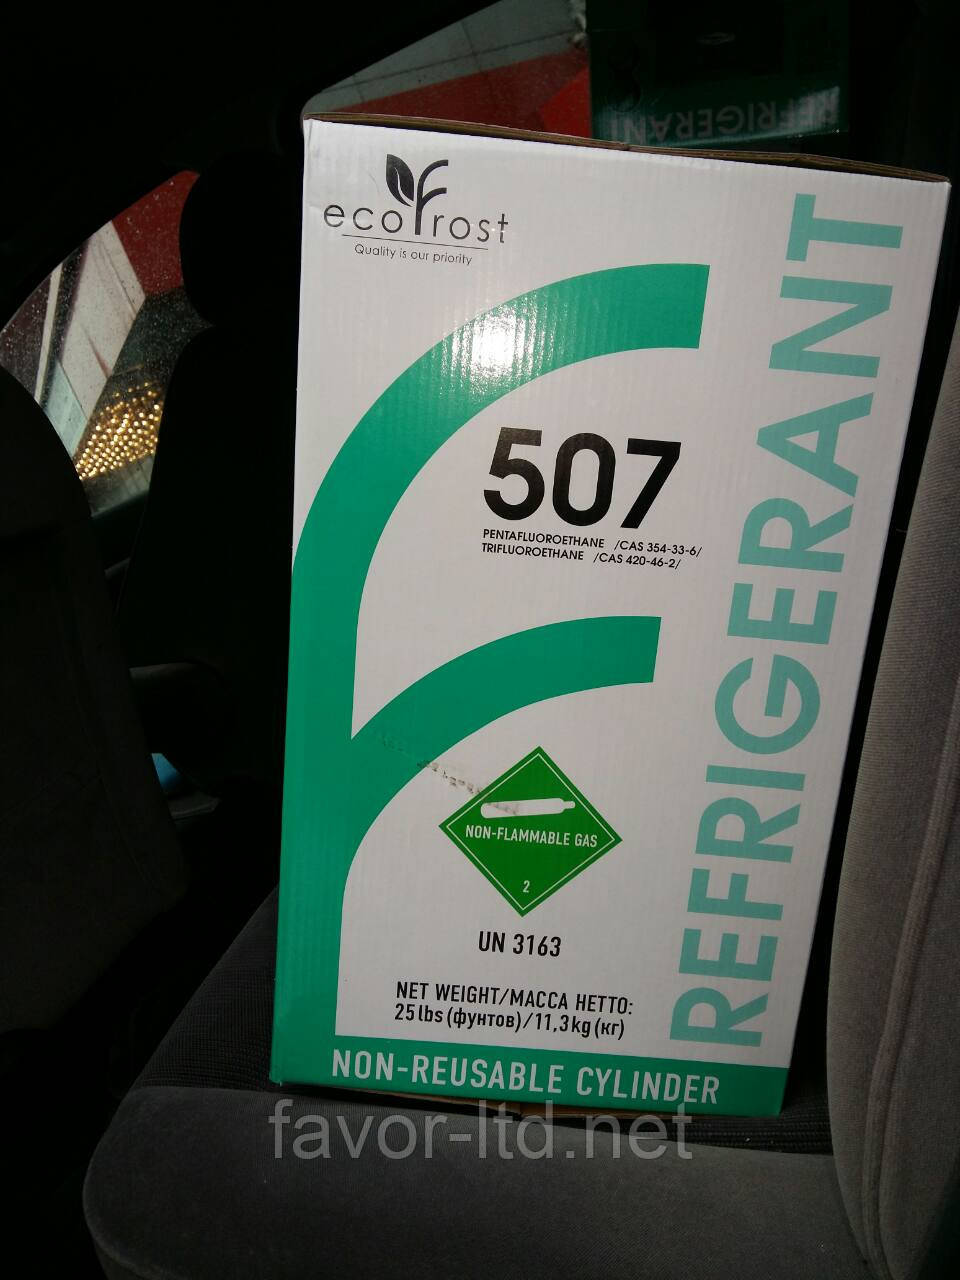 REFRIGERANT
ecofrost
Quality is our priority
507
PENTAFLUOROETHANE /CAS 354-33-6/
TRIFLUOROETHANE /CAS 420-46-2/
REFRIGERANT
NON-FLAMMABLE GAS
2
UN 3163
NET WEIGHT/МАССА НЕТТО:
25lbs (фунтов)/11,3kg (кг)
NON-REUSABLE CYLINDER
favor-ltd.net